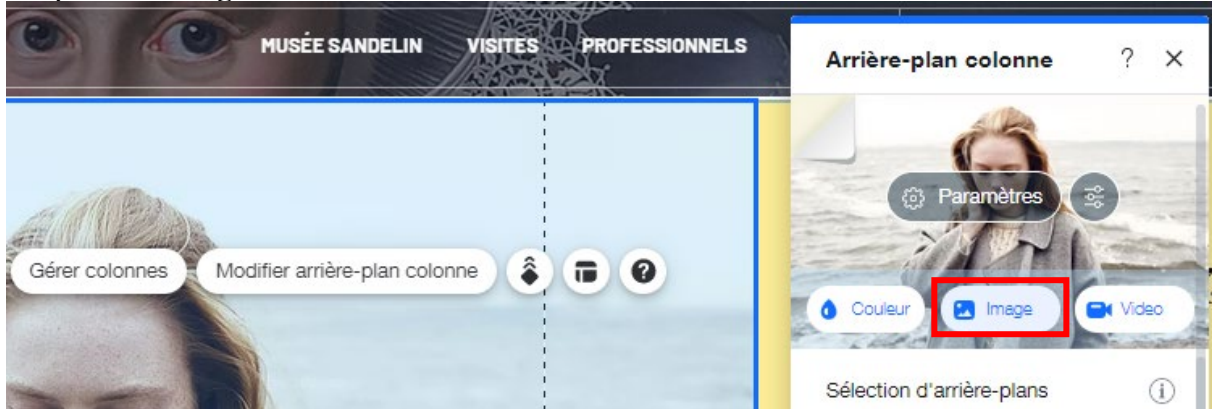 MUSÉE SANDELIN VISITES PROFESSIONNELS
Arrière-plan colonne ?
Paramètres
Gérer colonnes Modifier arrière-plan colonne ?
Couleur Image Video
Sélection d'arrière-plans i